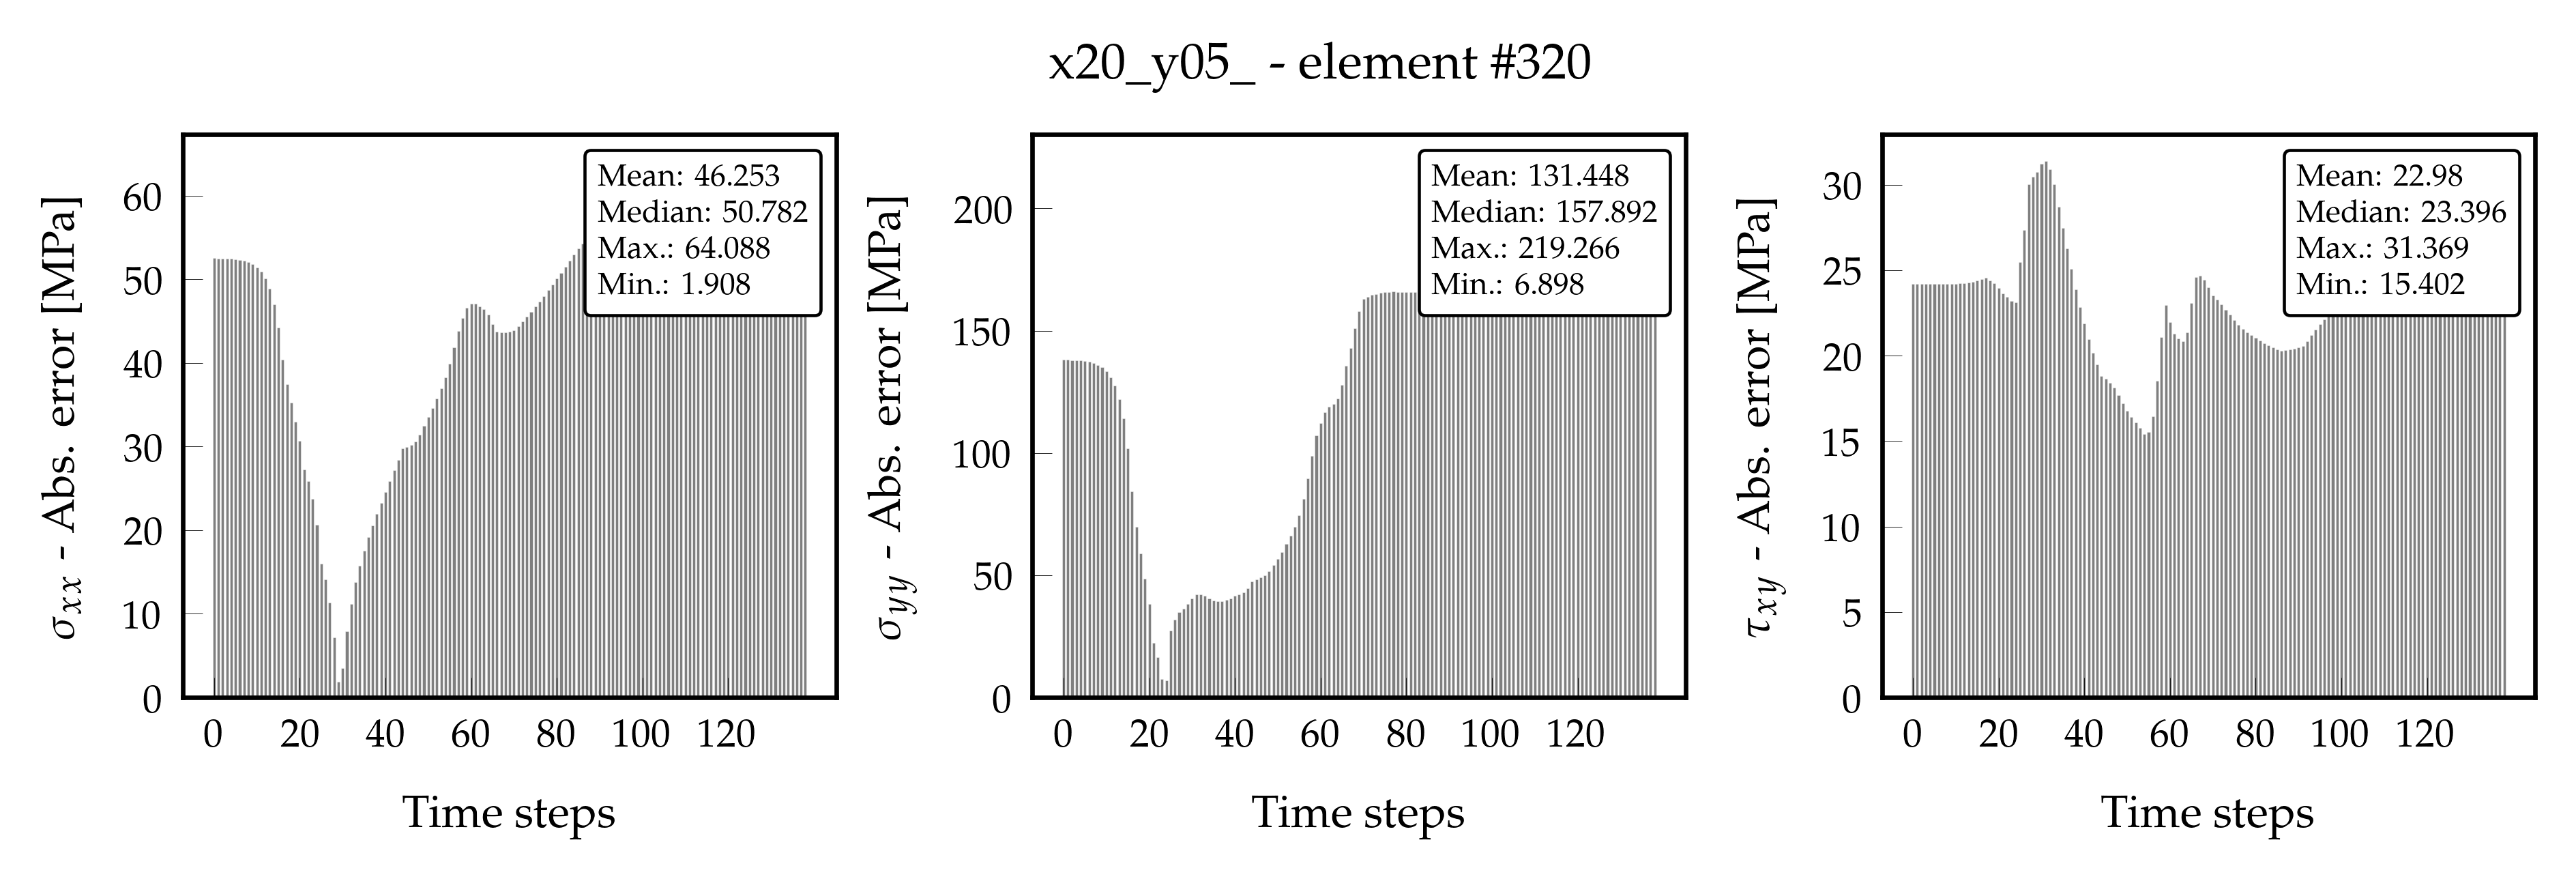 x20_y05_ - element #320
σxx - Abs. error [MPa]
60
50
40
30
20
10
0
Mean: 46.253
Median: 50.782
Max.: 64.088
Min.: 1.908
0 20 40 60 80 100 120
Time steps
σyy - Abs. error [MPa]
200
150
100
50
0
Mean: 131.448
Median: 157.892
Max.: 219.266
Min.: 6.898
0 20 40 60 80 100 120
Time steps
τxy - Abs. error [MPa]
30
25
20
15
10
5
0
Mean: 22.98
Median: 23.396
Max.: 31.369
Min.: 15.402
0 20 40 60 80 100 120
Time steps